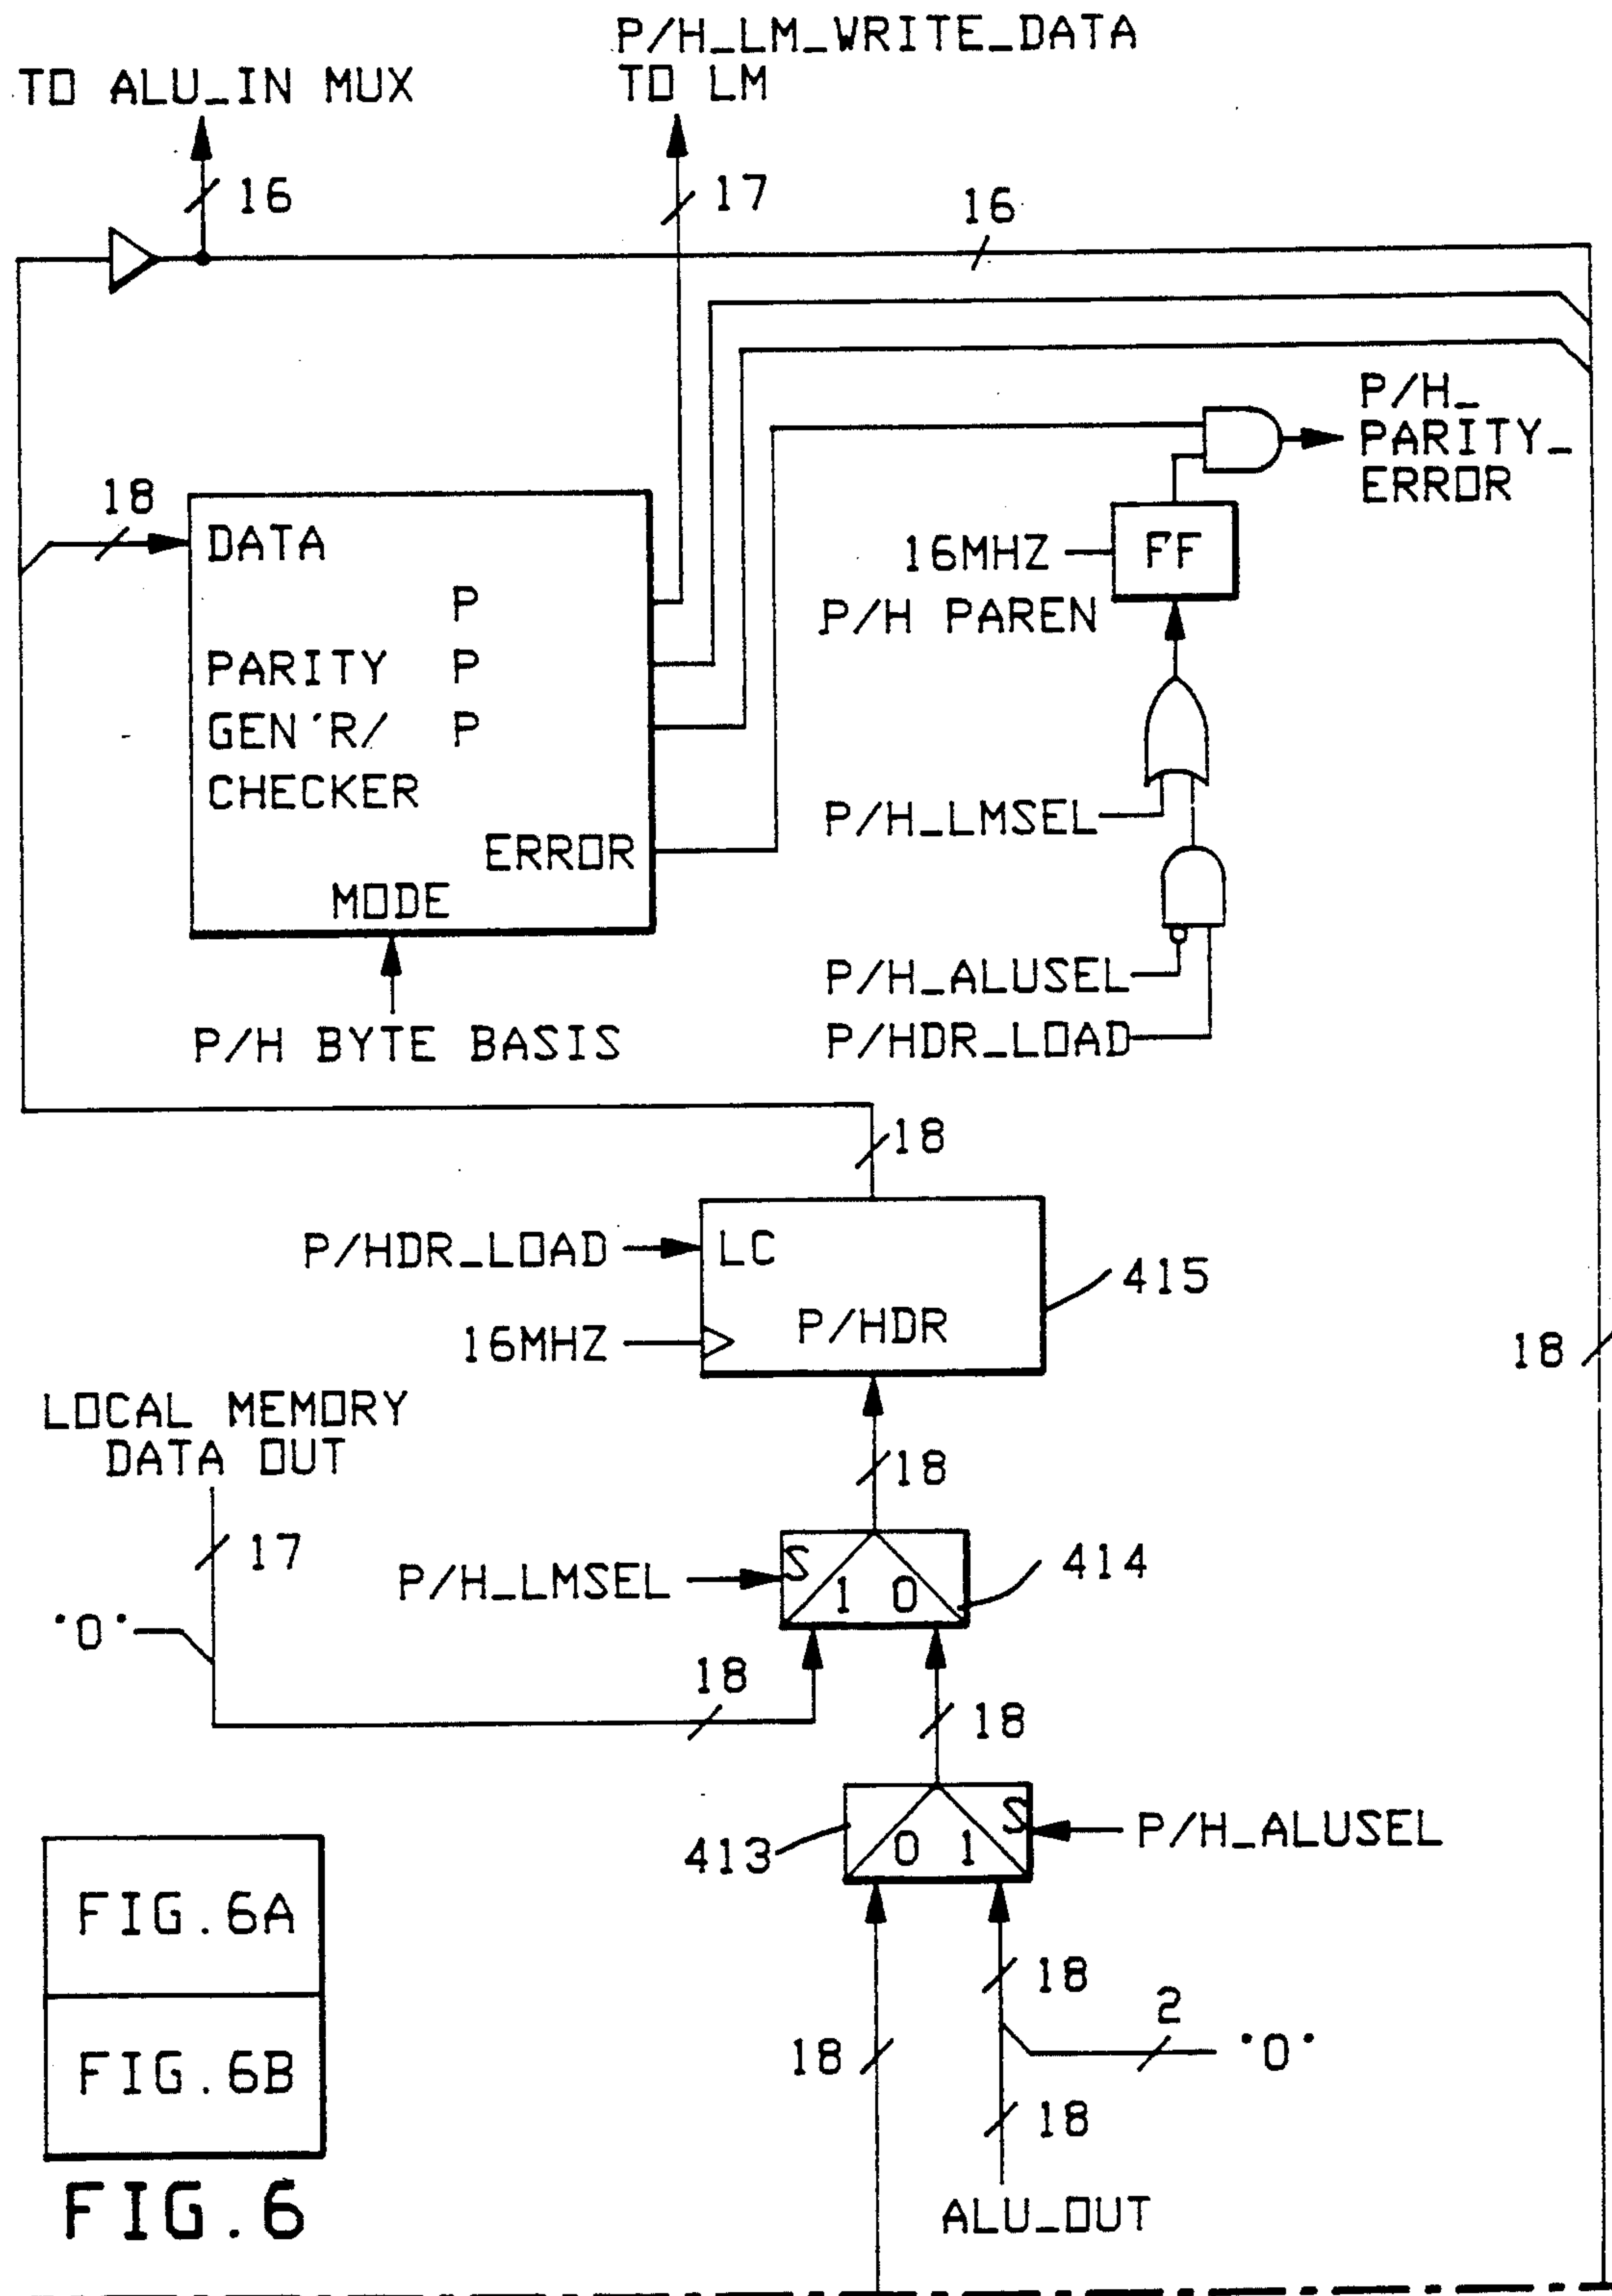 P/H_LM_WRITE_DATA
TO ALU_IN MUX
TO LM
16
17
16
P/H_
PARITY_
ERROR
18
DATA
16MHZ
FF
P
P/H PAREN
PARITY P
GEN'R/ P
CHECKER
P/H_LMSEL
ERROR
MODE
P/H_ALUSEL
P/H BYTE BASIS
P/HDR_LOAD
18
P/HDR_LOAD
LC
415
P/HDR
16MHZ
18
LOCAL MEMORY
DATA OUT
18
17
P/H_LMSEL
S
1 0
414
'0'
18
18
413
0 1
S
P/H_ALUSEL
FIG.6A
18
2
'0'
18
FIG.6B
18
FIG.6
ALU_OUT